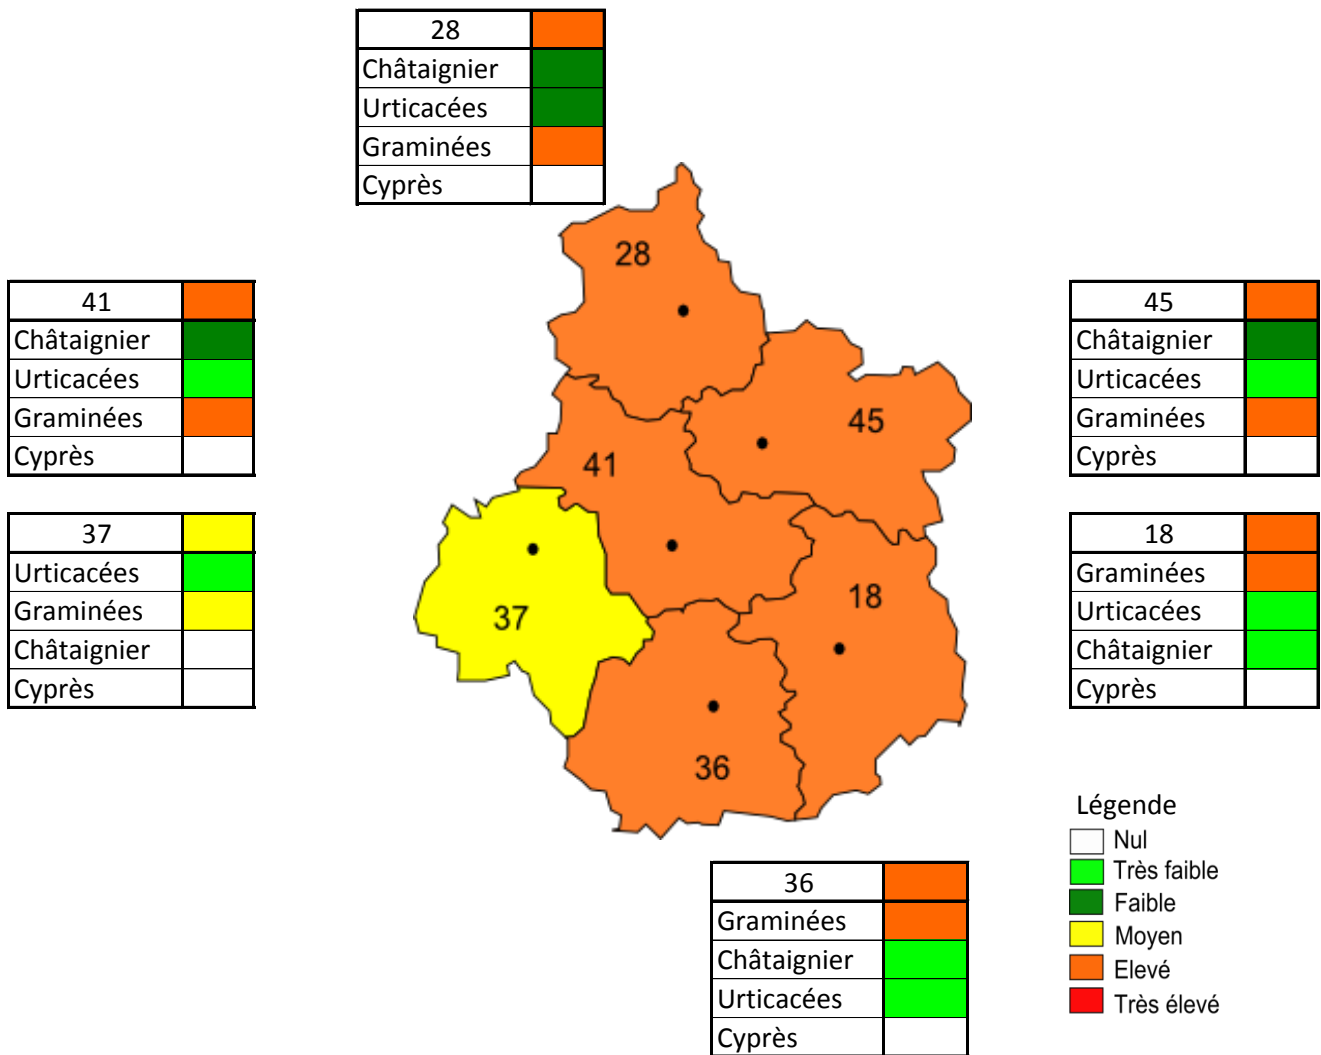 28
Châtaignier
Urticacées
Graminées
Cyprès
41
Châtaignier
Urticacées
Graminées
Cyprès
37
Urticacées
Graminées
Châtaignier
Cyprès
28
45
41
37
18
36
45
Châtaignier
Urticacées
Graminées
Cyprès
18
Graminées
Urticacées
Châtaignier
Cyprès
36
Graminées
Châtaignier
Urticacées
Cyprès
Légende
Nul
Très faible
Faible
Moyen
Elevé
Très élevé